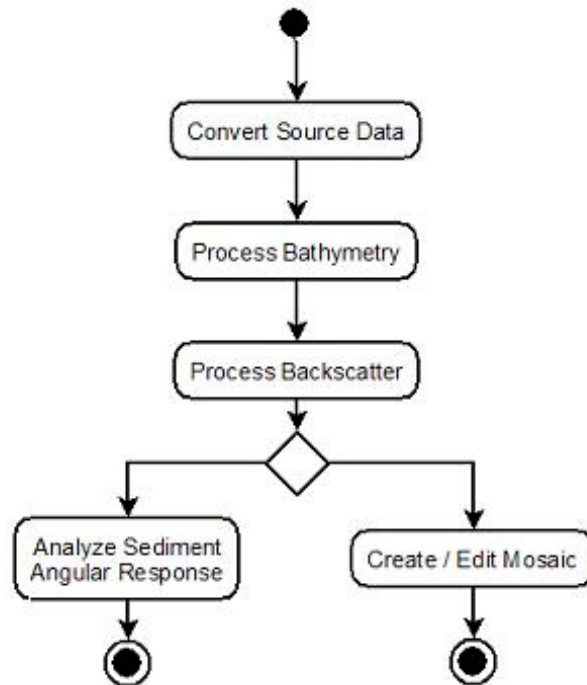 Convert Source Data
Process Bathymetry
Process Backscatter
Analyze Sediment
Angular Response
Create / Edit Mosaic